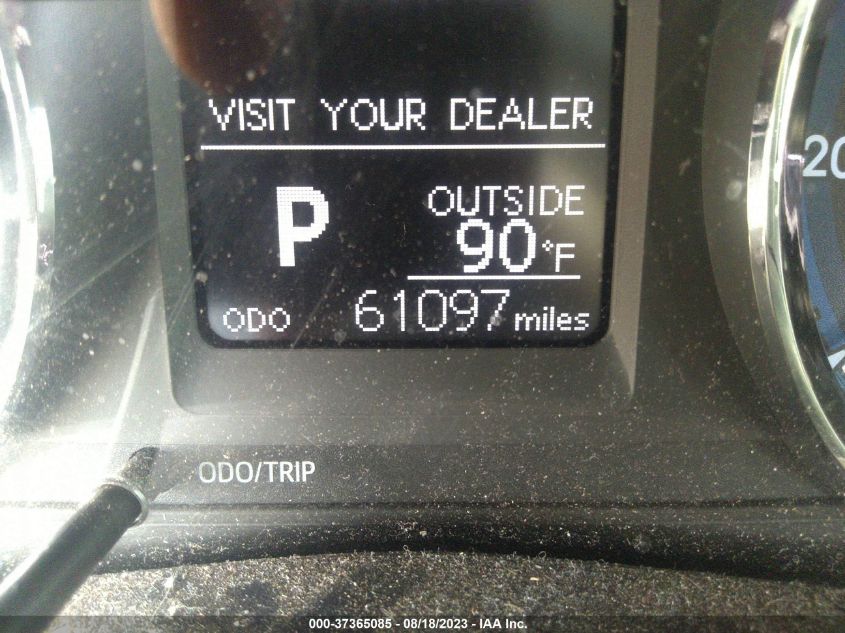 VISIT YOUR DEALER
P
OUTSIDE
90°F
ODO 61097 miles
20
ODO/TRIP
000-37365085 - 08/18/2023 - IAA Inc.